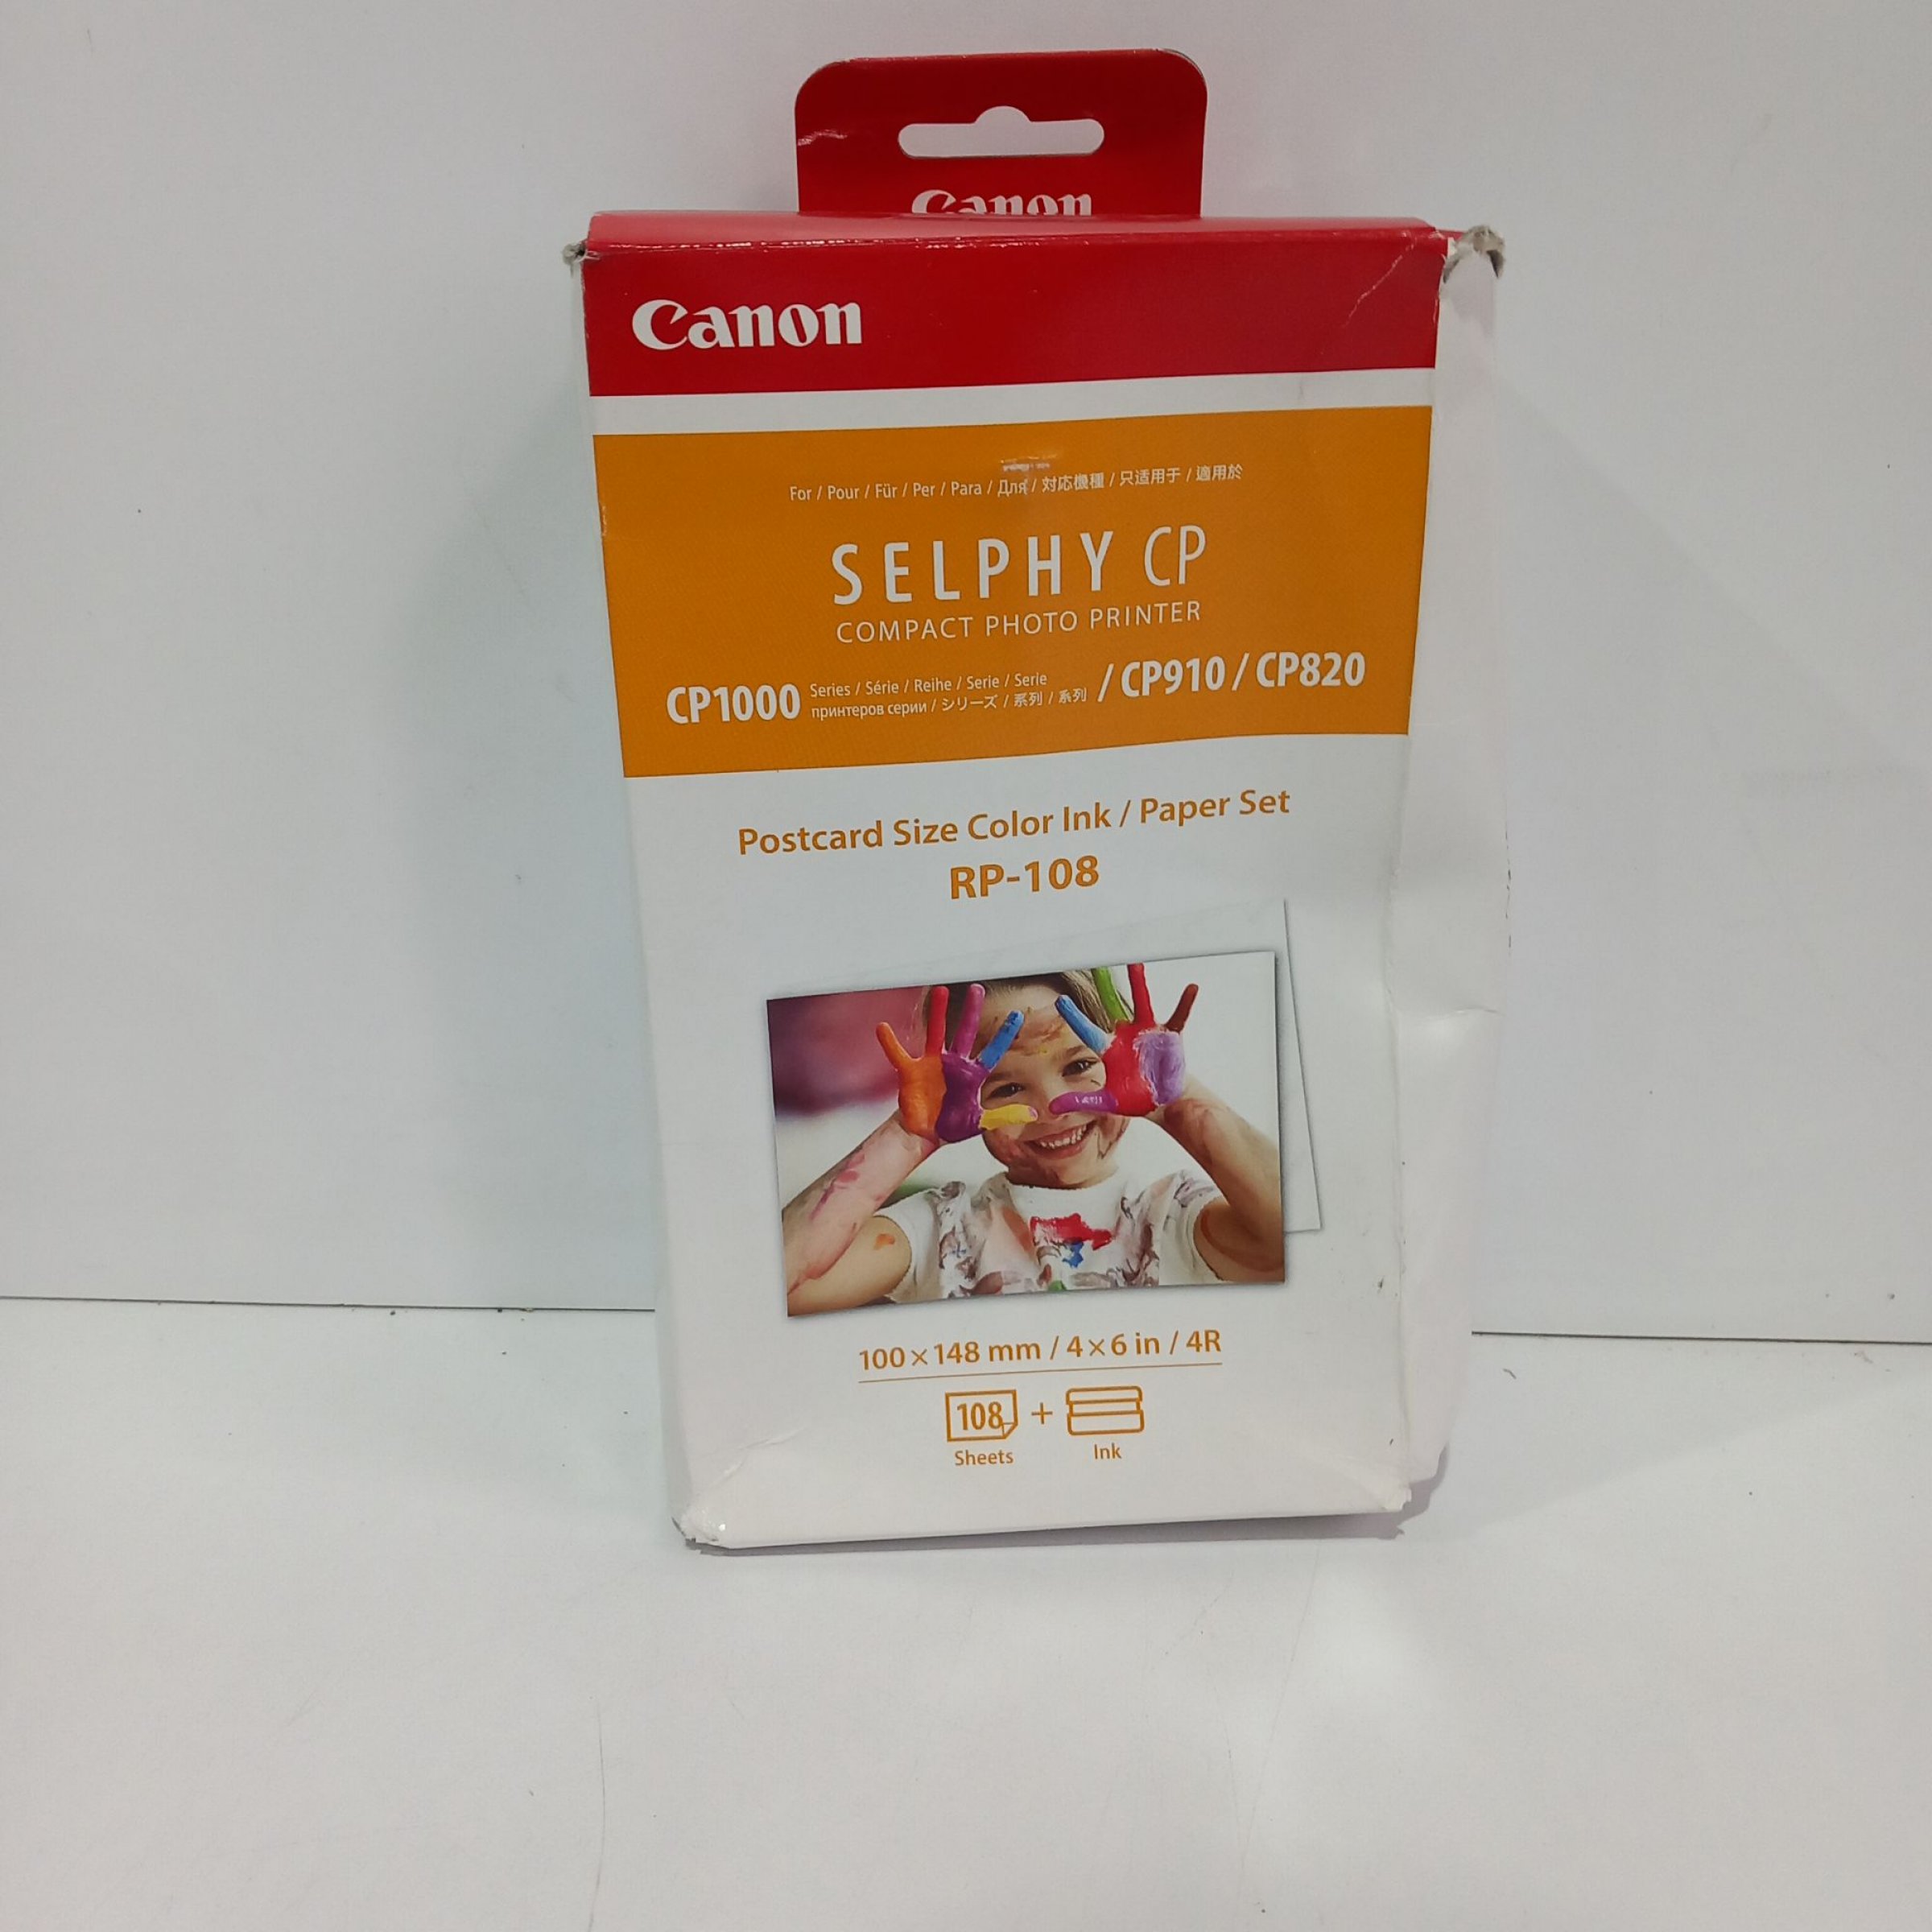 Canon
Canon
For / Pour / Für / Per / Para / Для / 対応機種 / 只适用于 / 適用於
SELPHY CP
COMPACT PHOTO PRINTER
CP1000 Series / Série / Reihe / Serie / Serie / CP910 / CP820
принтеров серии / シリーズ / 系列 / 系列
Postcard Size Color Ink / Paper Set
RP-108
100×148 mm / 4×6 in / 4R
108 +
Sheets Ink